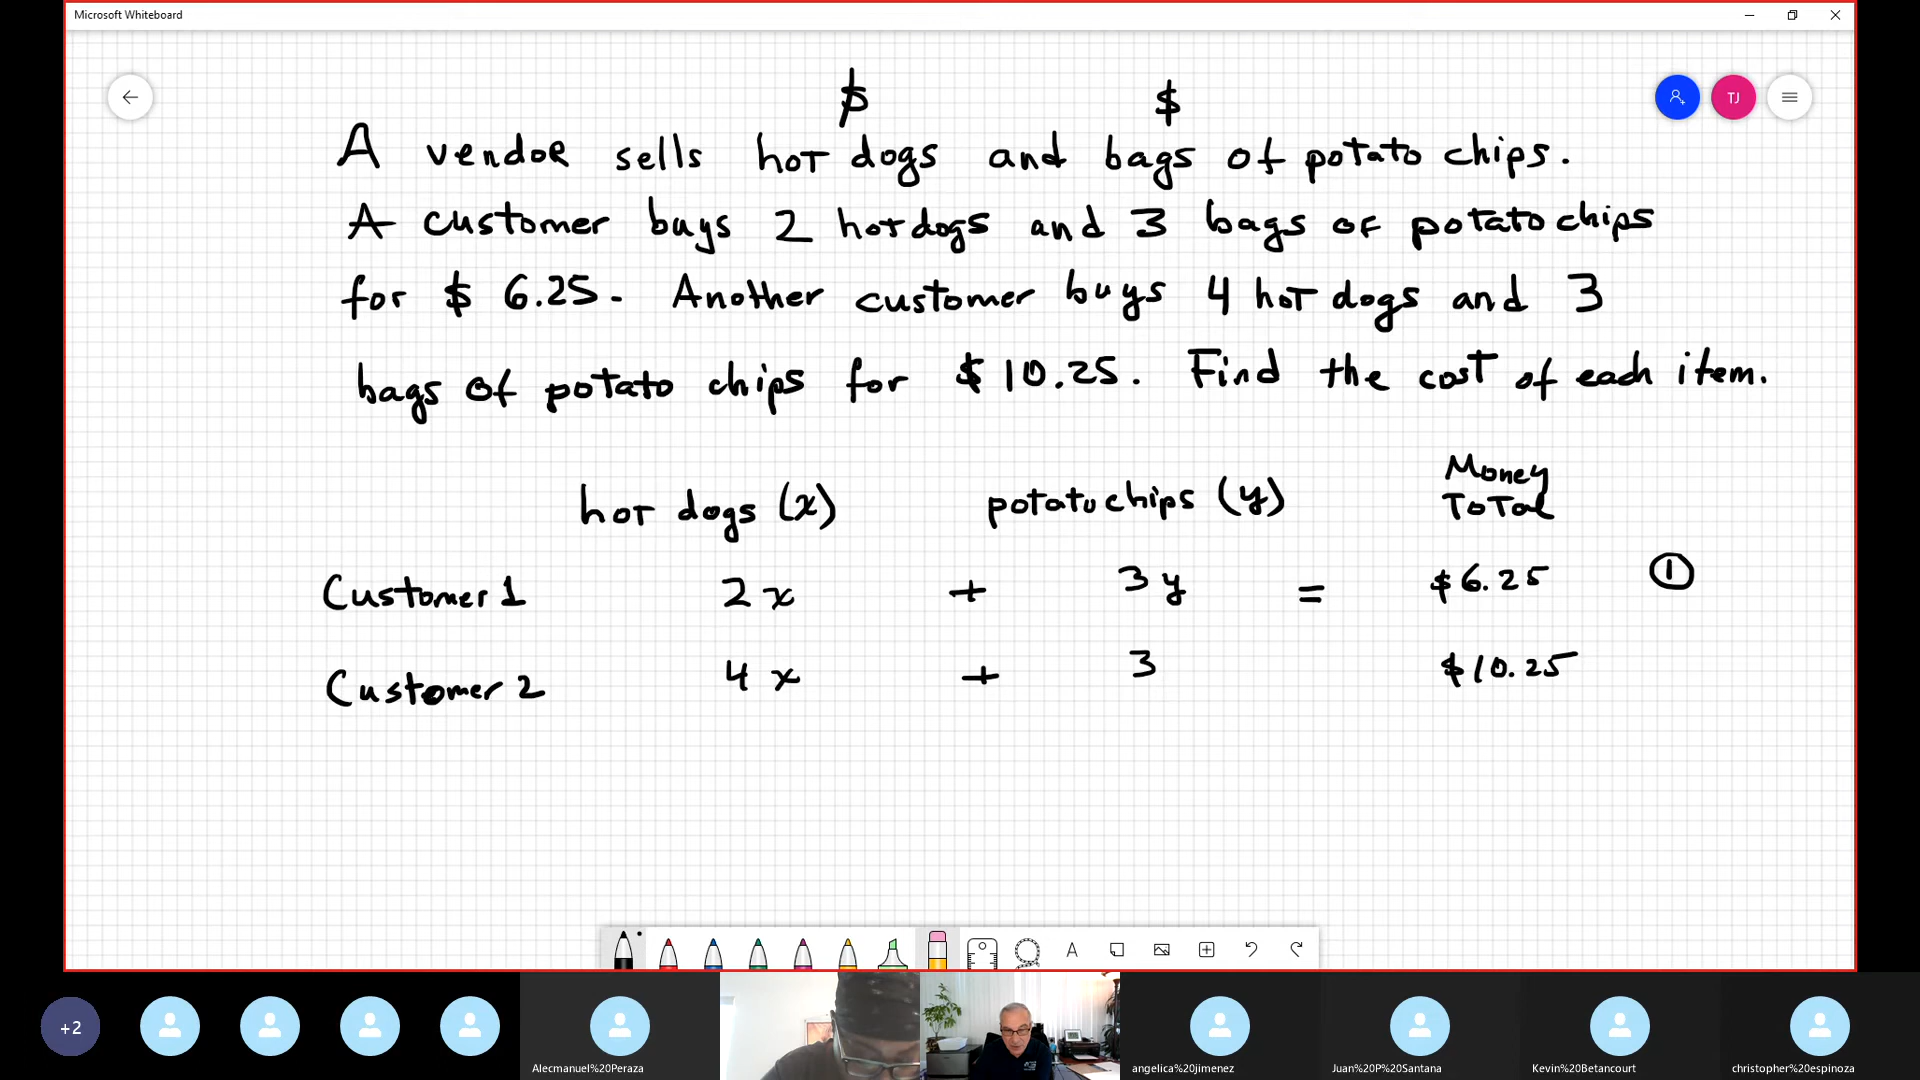 Microsoft Whiteboard
$ $
TJ
A vendor sells hot dogs and bags of potato chips.
A customer buys 2 hotdogs and 3 bags of potato chips
for $ 6.25. Another customer buys 4 hot dogs and 3
bags of potato chips for $ 10.25. Find the cost of each item.
Money
hot dogs (x) potato chips (y) Total
Customer 1 2x + 3y = $6.25 ①
Customer 2 4x + 3 $10.25
A
+2
Alecmanuel%20Peraza
angelica%20jimenez
Juan%20P%20Santana
Kevin%20Betancourt
christopher%20espinoza